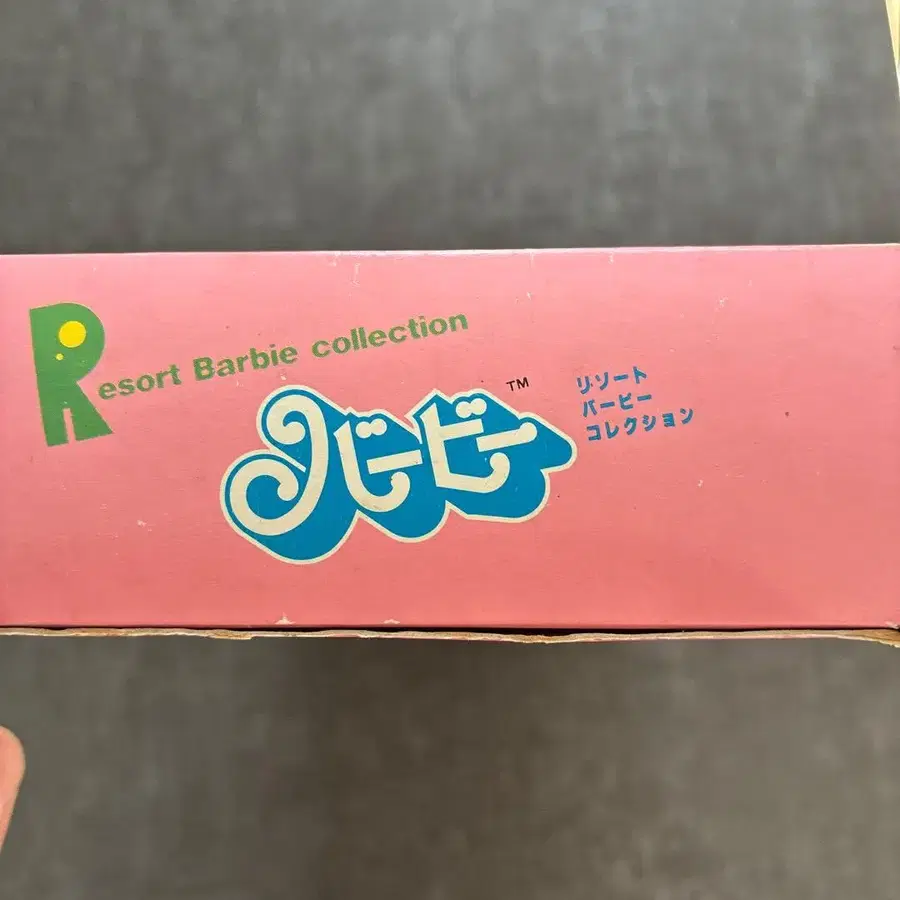 Resort Barbie collection
バービー™
リゾート
バービー
コレクション